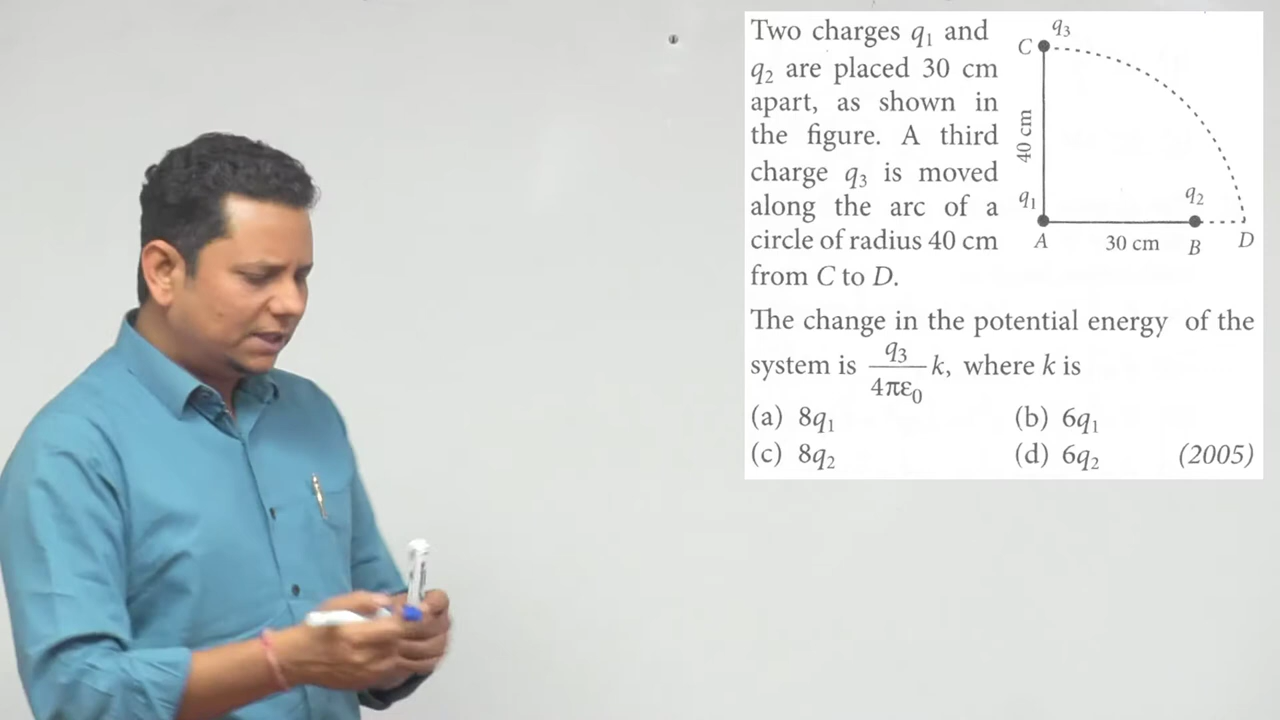 Two charges q₁ and
q₂ are placed 30 cm
apart, as shown in
the figure. A third
charge q₃ is moved
along the arc of a
circle of radius 40 cm
from C to D.
q₃
C
40 cm
q₁
q₂
A 30 cm B D
The change in the potential energy of the
system is q₃/4πε₀ k, where k is
(a) 8q₁ (b) 6q₁
(c) 8q₂ (d) 6q₂ (2005)